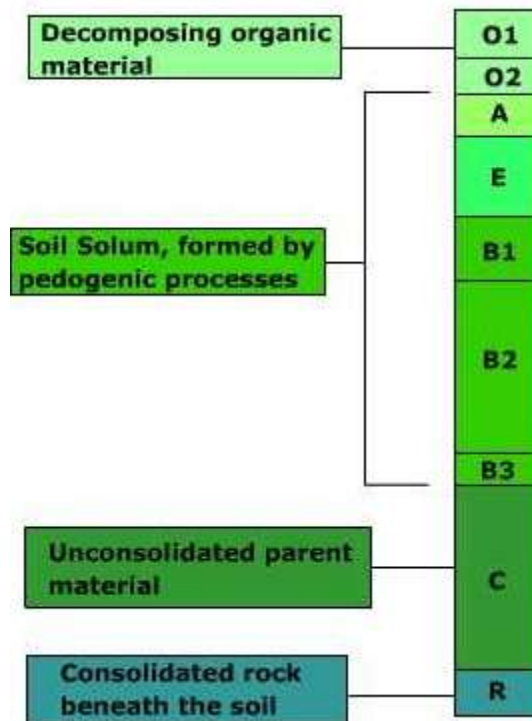 Decomposing organic
material
O1
O2
A
E
Soil Solum, formed by
pedogenic processes
B1
B2
B3
Unconsolidated parent
material
C
Consolidated rock
beneath the soil
R